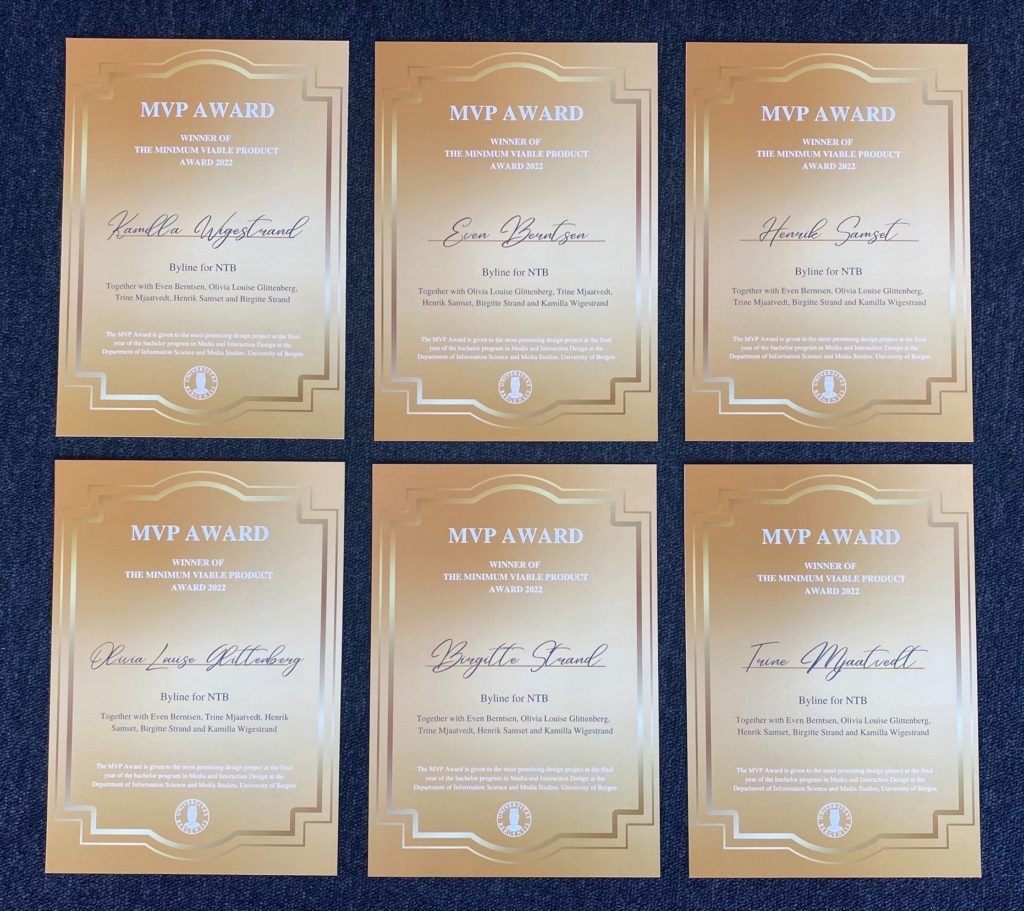 MVP AWARD
WINNER OF
THE MINIMUM VIABLE PRODUCT
AWARD 2022
Kamilla Wigestrand
Byline for NTB
Together with Even Berntsen, Olivia Louise Glittenberg,
Trine Mjaatvedt, Henrik Samset and Birgitte Strand
The MVP Award is given to the most promising design project at the final
year of the bachelor program in Media and Interaction Design at the
Department of Information Science and Media Studies, University of Bergen
UNIVERSITAS
BERGENSIS
MVP AWARD
WINNER OF
THE MINIMUM VIABLE PRODUCT
AWARD 2022
Even Berntsen
Byline for NTB
Together with Olivia Louise Glittenberg, Trine Mjaatvedt,
Henrik Samset, Birgitte Strand and Kamilla Wigestrand
The MVP Award is given to the most promising design project at the final
year of the bachelor program in Media and Interaction Design at the
Department of Information Science and Media Studies, University of Bergen
UNIVERSITAS
BERGENSIS
MVP AWARD
WINNER OF
THE MINIMUM VIABLE PRODUCT
AWARD 2022
Henrik Samset
Byline for NTB
Together with Even Berntsen, Olivia Louise Glittenberg,
Trine Mjaatvedt, Birgitte Strand and Kamilla Wigestrand
The MVP Award is given to the most promising design project at the final
year of the bachelor program in Media and Interaction Design at the
Department of Information Science and Media Studies, University of Bergen
UNIVERSITAS
BERGENSIS
MVP AWARD
WINNER OF
THE MINIMUM VIABLE PRODUCT
AWARD 2022
Olivia Louise Glittenberg
Byline for NTB
Together with Even Berntsen, Trine Mjaatvedt, Henrik
Samset, Birgitte Strand and Kamilla Wigestrand
The MVP Award is given to the most promising design project at the final
year of the bachelor program in Media and Interaction Design at the
Department of Information Science and Media Studies, University of Bergen
UNIVERSITAS
BERGENSIS
MVP AWARD
WINNER OF
THE MINIMUM VIABLE PRODUCT
AWARD 2022
Birgitte Strand
Byline for NTB
Together with Even Berntsen, Olivia Louise Glittenberg,
Trine Mjaatvedt, Henrik Samset and Kamilla Wigestrand
The MVP Award is given to the most promising design project at the final
year of the bachelor program in Media and Interaction Design at the
Department of Information Science and Media Studies, University of Bergen
UNIVERSITAS
BERGENSIS
MVP AWARD
WINNER OF
THE MINIMUM VIABLE PRODUCT
AWARD 2022
Trine Mjaatvedt
Byline for NTB
Together with Even Berntsen, Olivia Louise Glittenberg,
Henrik Samset, Birgitte Strand and Kamilla Wigestrand
The MVP Award is given to the most promising design project at the final
year of the bachelor program in Media and Interaction Design at the
Department of Information Science and Media Studies, University of Bergen
UNIVERSITAS
BERGENSIS